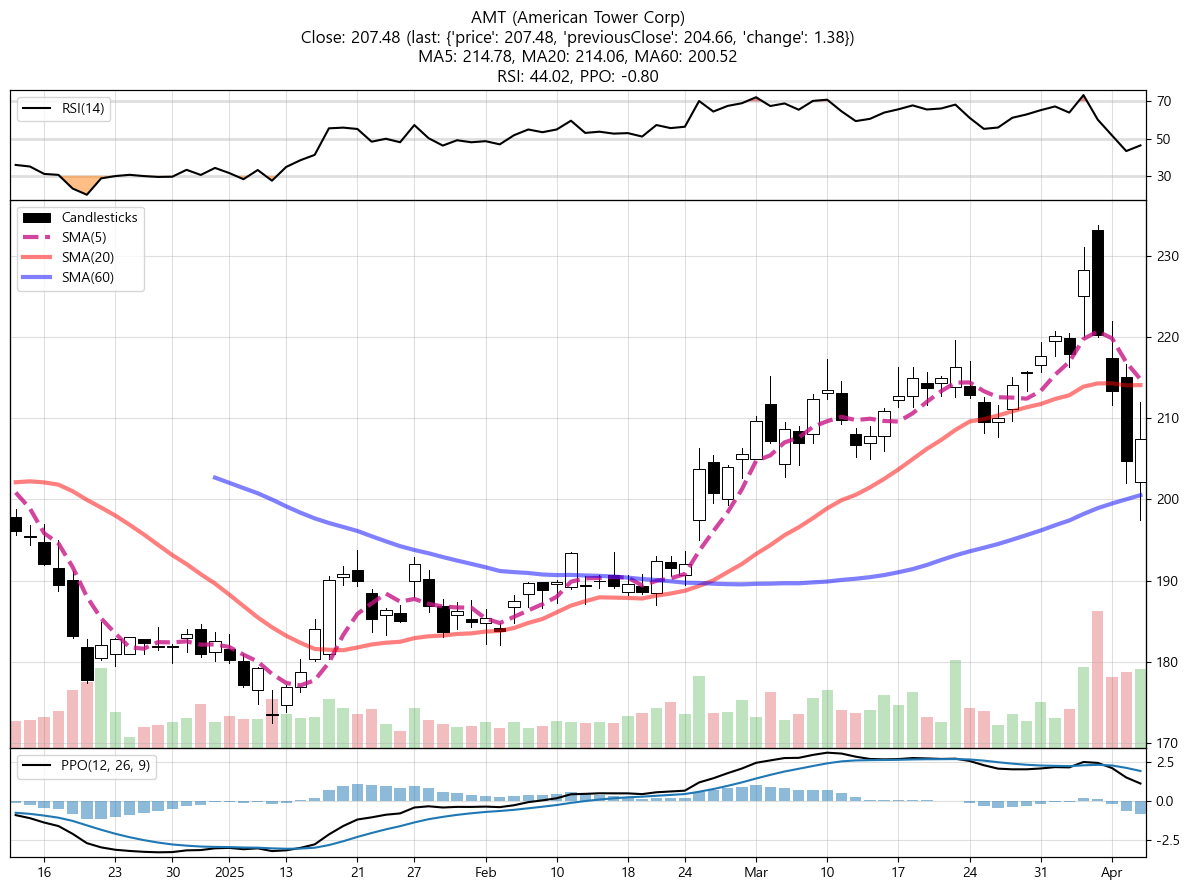 AMT (American Tower Corp)
Close: 207.48 (last: {'price': 207.48, 'previousClose': 204.66, 'change': 1.38})
MA5: 214.78, MA20: 214.06, MA60: 200.52
RSI: 44.02, PPO: -0.80
RSI(14)
70
50
30
Candlesticks
SMA(5)
SMA(20)
SMA(60)
230
220
210
200
190
180
170
PPO(12, 26, 9)
2.5
0.0
-2.5
16 23 30 2025 13 21 27 Feb 10 18 24 Mar 10 17 24 31 Apr